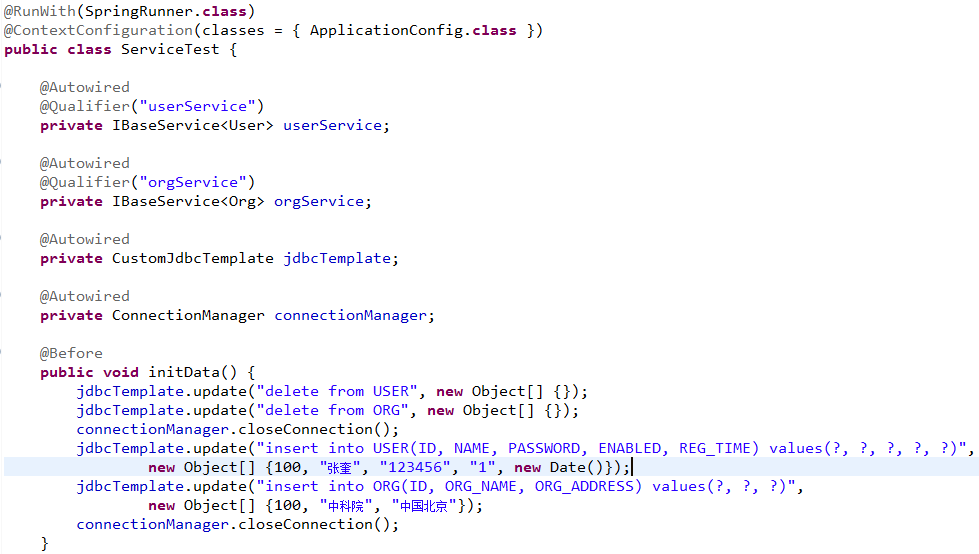 @RunWith(SpringRunner.class)
@ContextConfiguration(classes = { ApplicationConfig.class })
public class ServiceTest {
@Autowired
@Qualifier("userService")
private IBaseService<User> userService;
@Autowired
@Qualifier("orgService")
private IBaseService<Org> orgService;
@Autowired
private CustomJdbcTemplate jdbcTemplate;
@Autowired
private ConnectionManager connectionManager;
@Before
public void initData() {
jdbcTemplate.update("delete from USER", new Object[] {});
jdbcTemplate.update("delete from ORG", new Object[] {});
connectionManager.closeConnection();
jdbcTemplate.update("insert into USER(ID, NAME, PASSWORD, ENABLED, REG_TIME) values(?, ?, ?, ?, ?)",
new Object[] {100, "张奎", "123456", "1", new Date()});
jdbcTemplate.update("insert into ORG(ID, ORG_NAME, ORG_ADDRESS) values(?, ?, ?)",
new Object[] {100, "中科院", "中国北京"});
connectionManager.closeConnection();
}